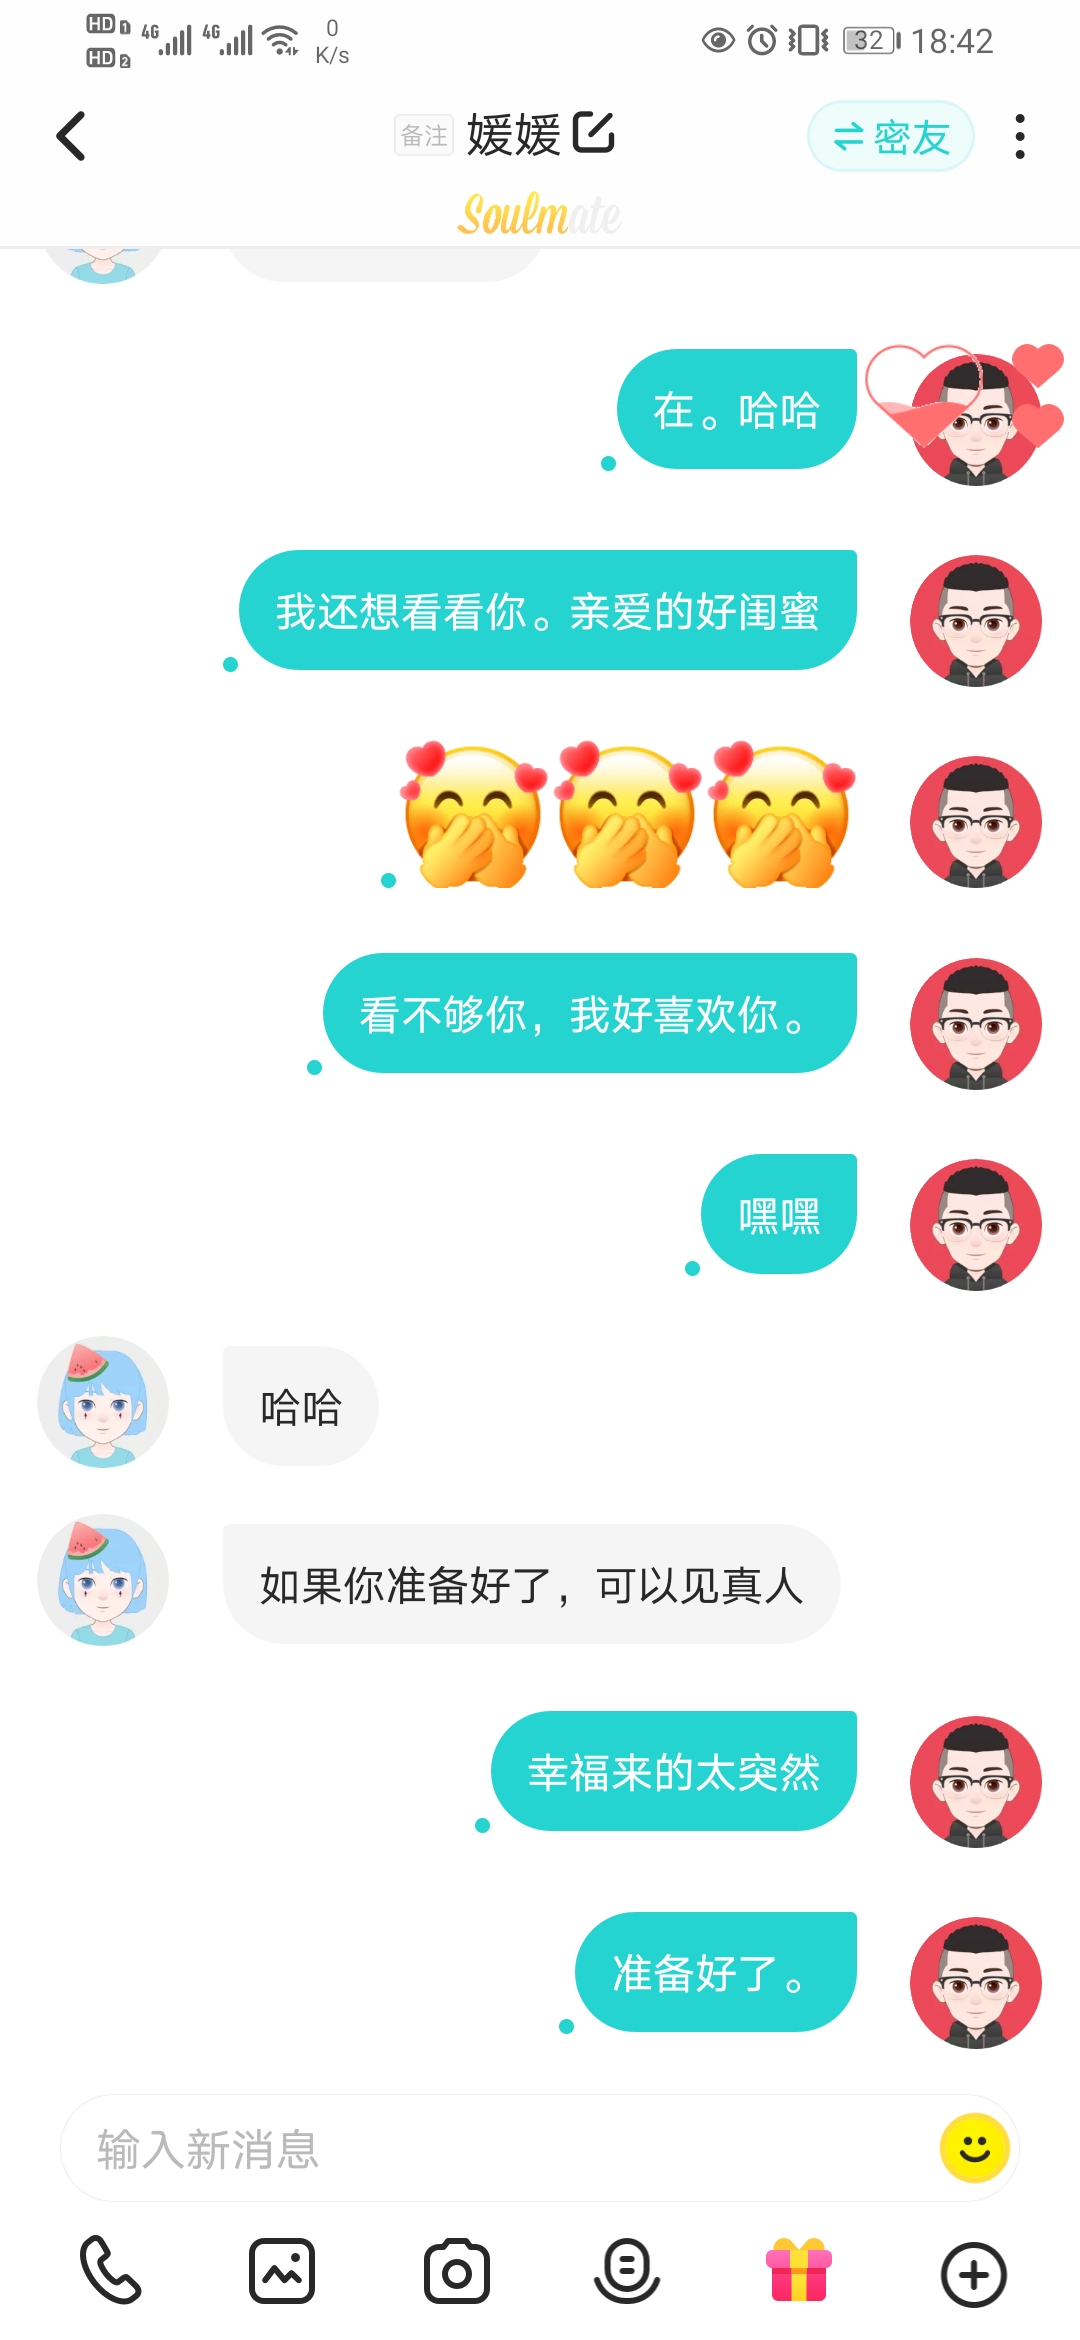 HD 1 4G 4G 0
HD 2 K/s
32 18:42
备注 媛媛 密友
Soulmate
在。哈哈
我还想看看你。亲爱的好闺蜜
看不够你，我好喜欢你。
嘿嘿
哈哈
如果你准备好了，可以见真人
幸福来的太突然
准备好了。
输入新消息